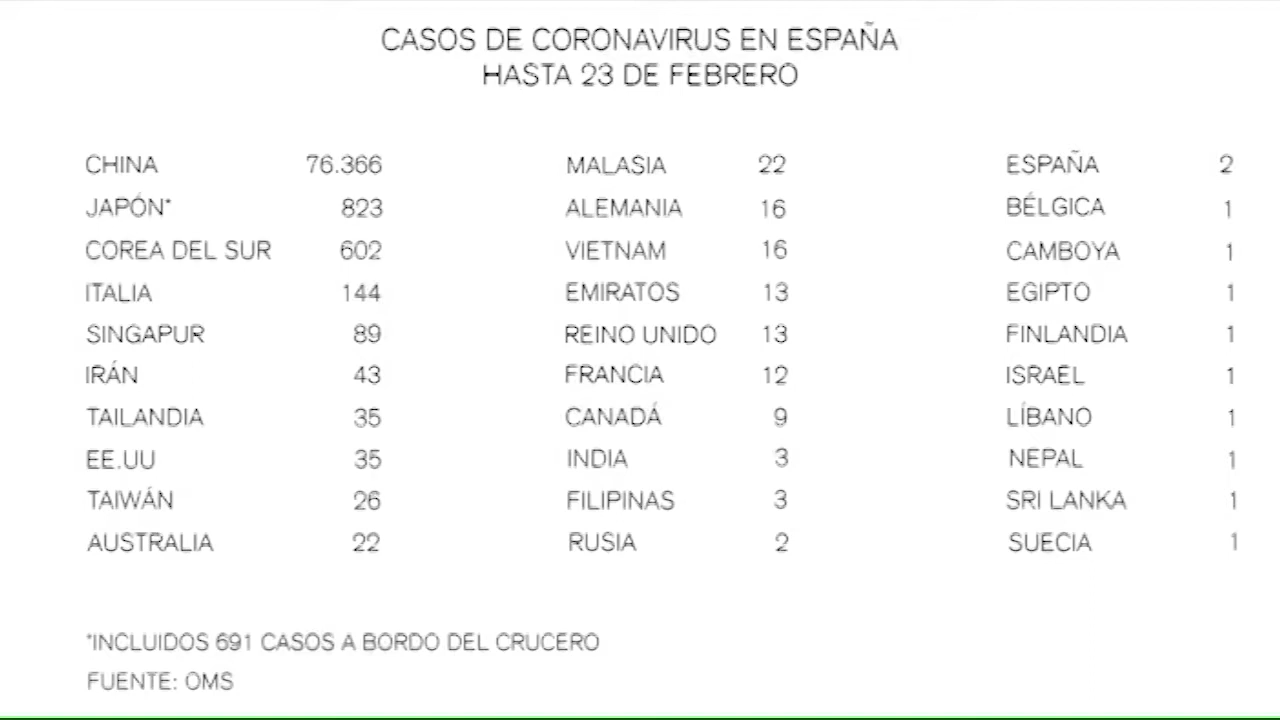 CASOS DE CORONAVIRUS EN ESPAÑA
HASTA 23 DE FEBRERO
CHINA 76.366
JAPÓN* 823
COREA DEL SUR 602
ITALIA 144
SINGAPUR 89
IRÁN 43
TAILANDIA 35
EE.UU 35
TAIWÁN 26
AUSTRALIA 22
MALASIA 22
ALEMANIA 16
VIETNAM 16
EMIRATOS 13
REINO UNIDO 13
FRANCIA 12
CANADÁ 9
INDIA 3
FILIPINAS 3
RUSIA 2
ESPAÑA 2
BÉLGICA 1
CAMBOYA 1
EGIPTO 1
FINLANDIA 1
ISRAEL 1
LÍBANO 1
NEPAL 1
SRI LANKA 1
SUECIA 1
*INCLUIDOS 691 CASOS A BORDO DEL CRUCERO
FUENTE: OMS